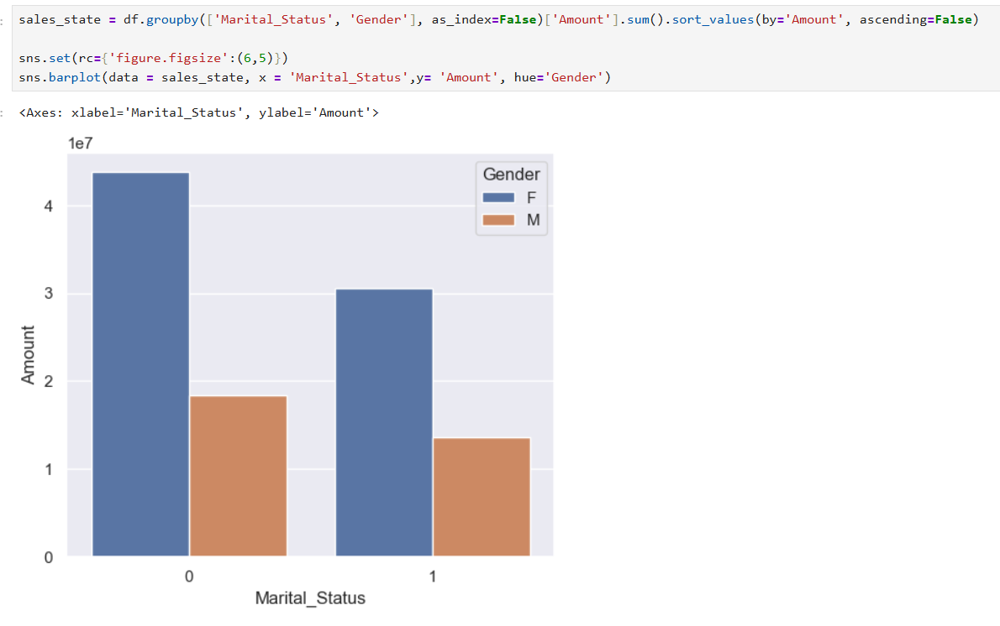 sales_state = df.groupby(['Marital_Status', 'Gender'], as_index=False)['Amount'].sum().sort_values(by='Amount', ascending=False)
sns.set(rc={'figure.figsize':(6,5)})
sns.barplot(data = sales_state, x = 'Marital_Status',y= 'Amount', hue='Gender')
<Axes: xlabel='Marital_Status', ylabel='Amount'>
1e7
Gender
F
M
4
3
2
1
0
Amount
0 1
Marital_Status